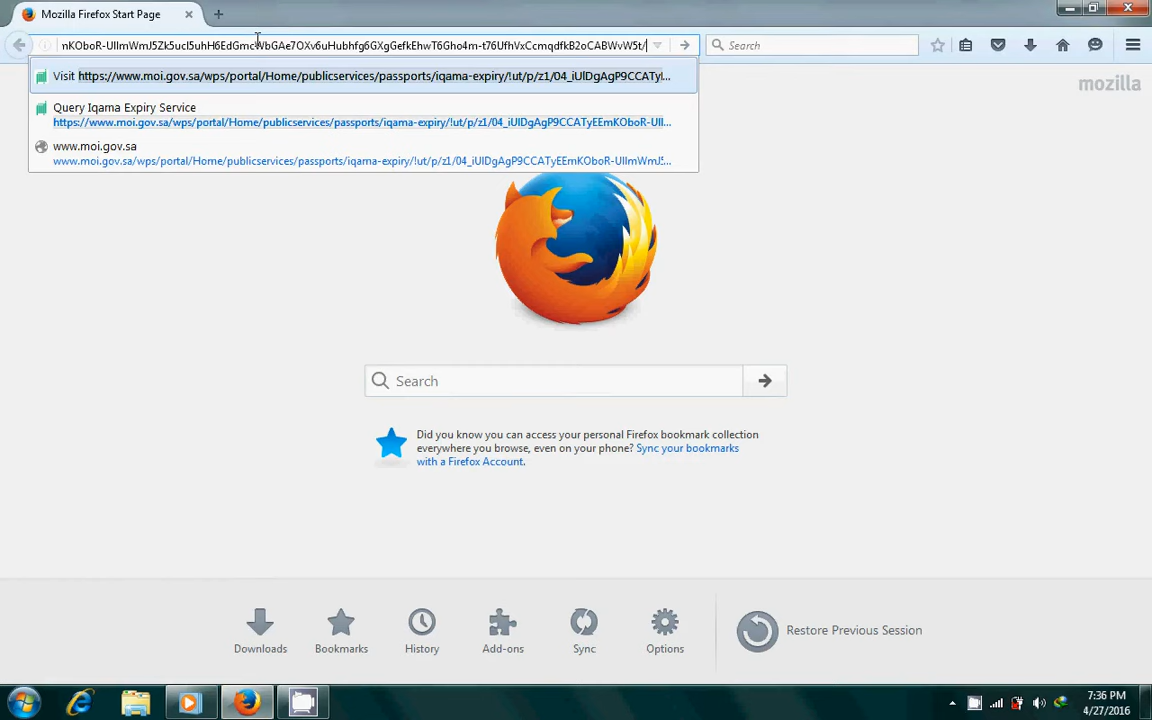 Mozilla Firefox Start Page
Search
Visit https://www.moi.gov.sa/wps/portal/Home/publicservices/passports/iqama-expiry/!ut/p/z1/04_iUlDgAgP9CCATyl...
Query Iqama Expiry Service
https://www.moi.gov.sa/wps/portal/Home/publicservices/passports/iqama-expiry/!ut/p/z1/04_iUlDgAgP9CCATyEEmKOboR-UIl...
www.moi.gov.sa
www.moi.gov.sa/wps/portal/Home/publicservices/passports/iqama-expiry/!ut/p/z1/04_iUlDgAgP9CCATyEEmKOboR-UIlmWmJ5...
mozilla
Search
Did you know you can access your personal Firefox bookmark collection
everywhere you browse, even on your phone? Sync your bookmarks
with a Firefox Account.
Downloads
Bookmarks
History
Add-ons
Sync
Options
Restore Previous Session
7:36 PM
4/27/2016